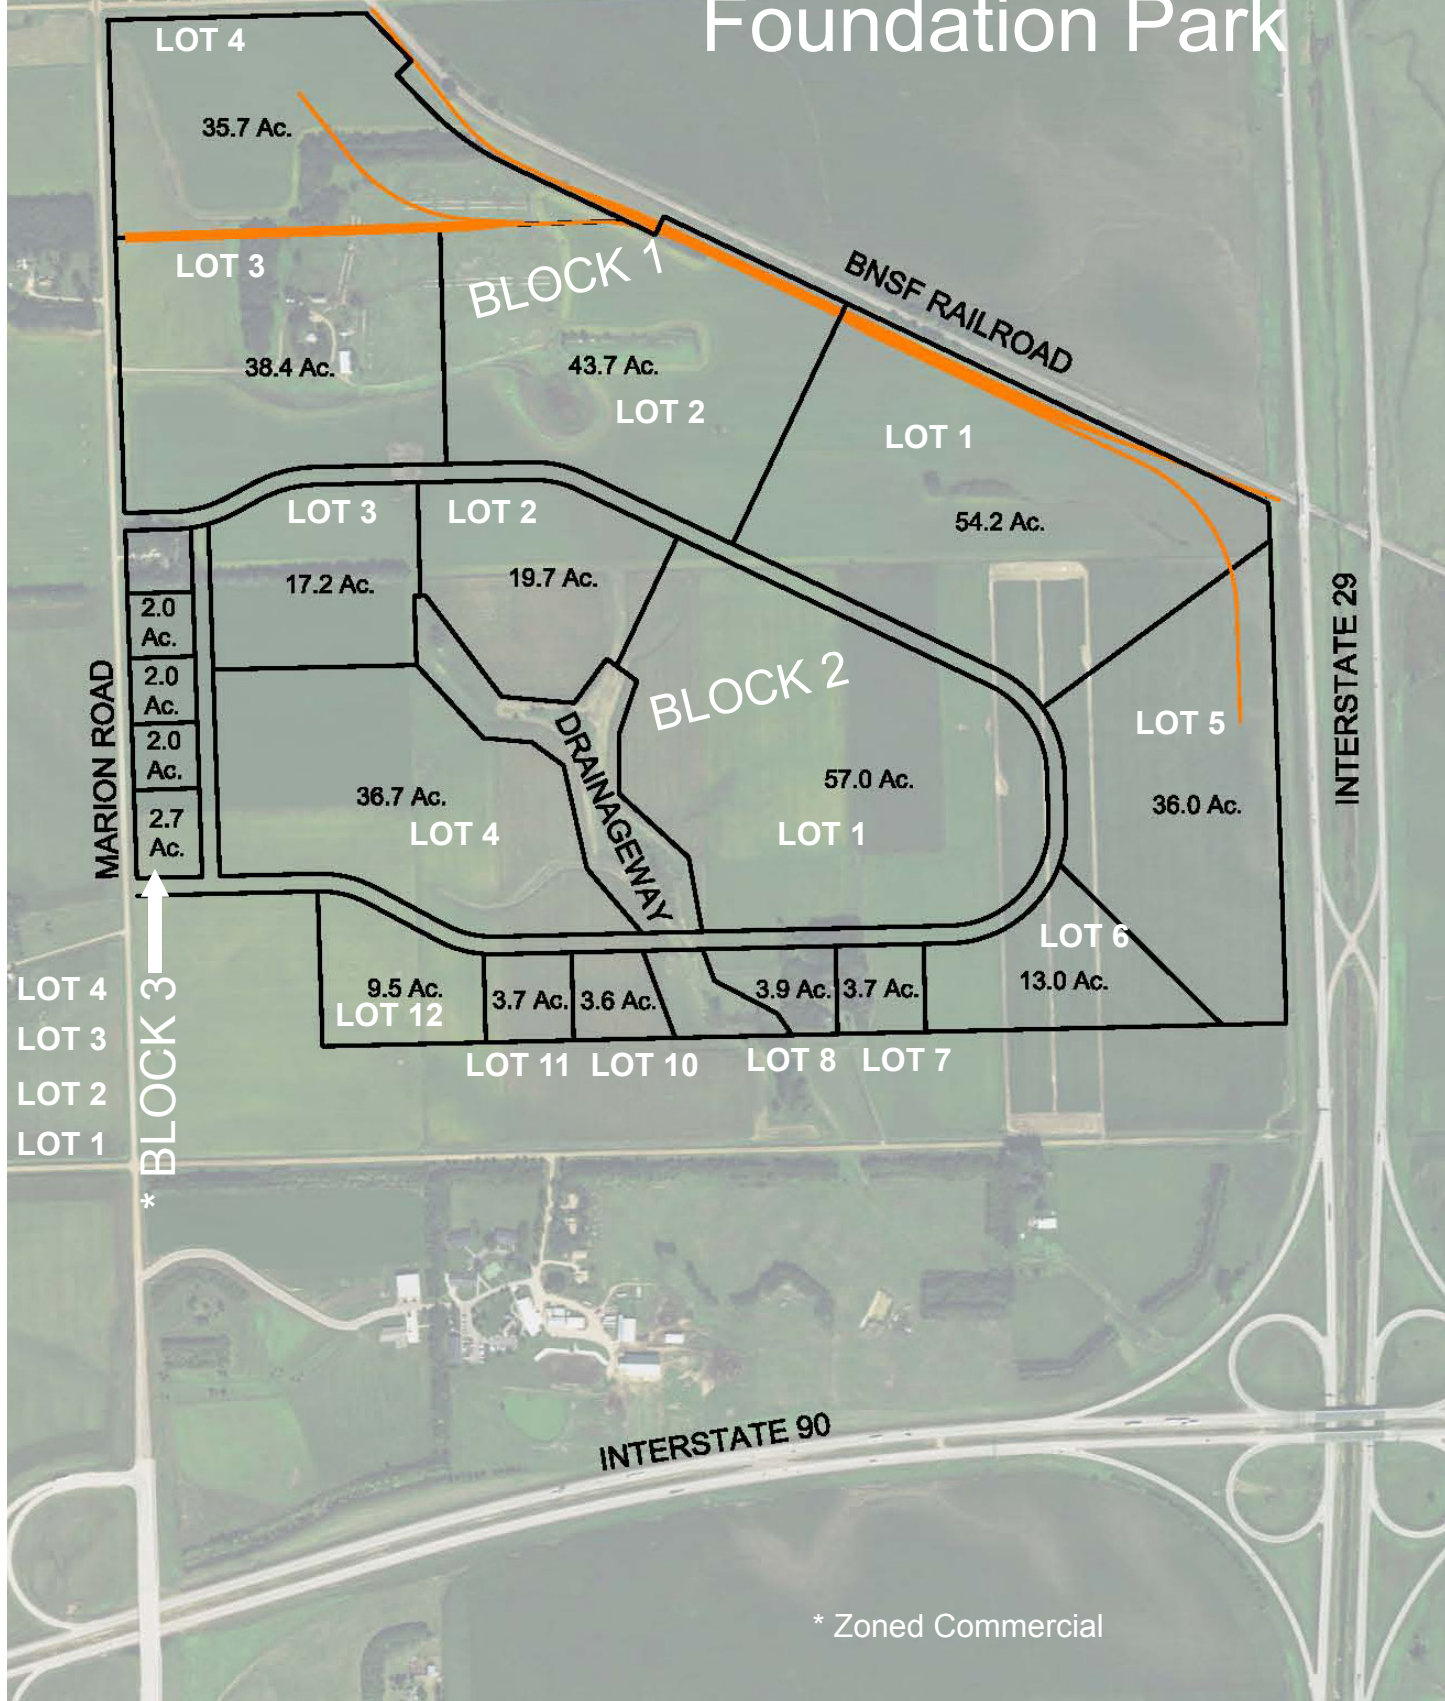 Foundation Park
LOT 4
35.7 Ac.
LOT 3
BLOCK 1
BNSF RAILROAD
38.4 Ac.
43.7 Ac.
LOT 2
LOT 1
54.2 Ac.
LOT 3
LOT 2
17.2 Ac.
19.7 Ac.
INTERSTATE 29
2.0
Ac.
2.0
Ac.
2.0
Ac.
2.7
Ac.
MARION ROAD
BLOCK 2
DRAINAGEWAY
LOT 5
36.0 Ac.
57.0 Ac.
LOT 1
36.7 Ac.
LOT 4
LOT 6
13.0 Ac.
9.5 Ac.
LOT 12
3.7 Ac.
3.6 Ac.
3.9 Ac.
3.7 Ac.
LOT 11
LOT 10
LOT 8
LOT 7
LOT 4
LOT 3
LOT 2
LOT 1
* BLOCK 3
INTERSTATE 90
* Zoned Commercial